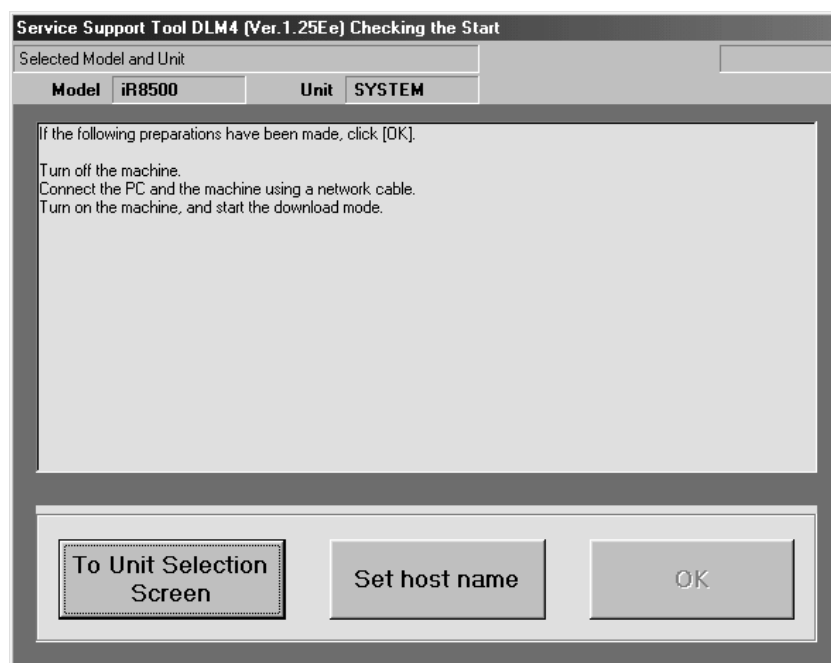 Service Support Tool DLM4 (Ver.1.25Ee) Checking the Start
Selected Model and Unit
Model iR8500 Unit SYSTEM
If the following preparations have been made, click [OK].
Turn off the machine.
Connect the PC and the machine using a network cable.
Turn on the machine, and start the download mode.
To Unit Selection
Screen
Set host name
OK